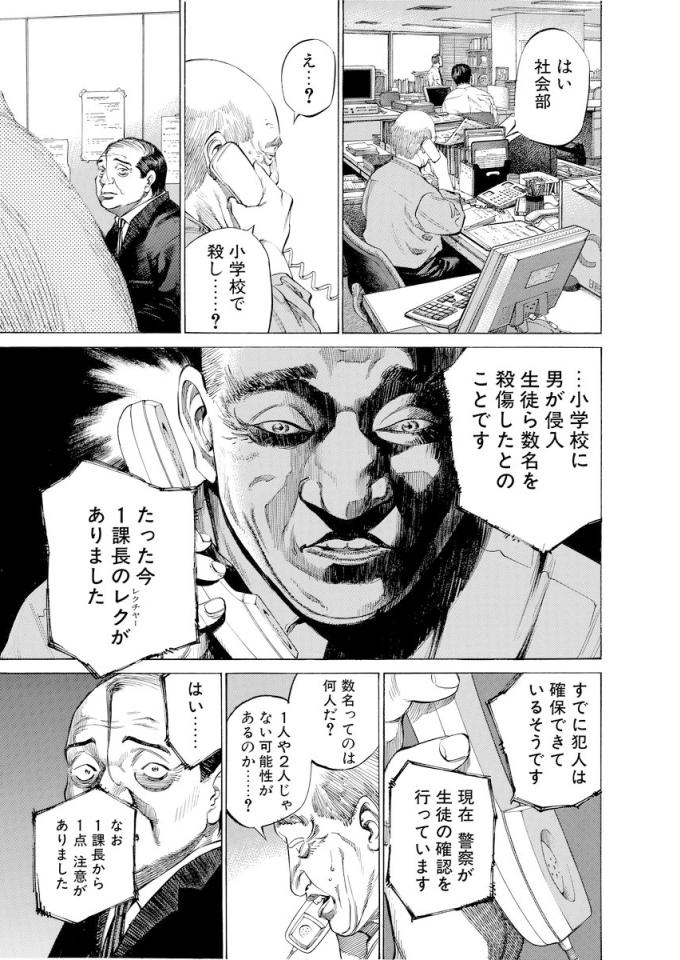 はい
社会部
え…?
小学校で
殺し……?
…小学校に
男が侵入
生徒ら数名を
殺傷したとの
ことです
たった今
1課長のレクが
レクチャー
ありました
すでに犯人は
確保できて
いるそうです
現在 警察が
生徒の確認を
行っています
数名ってのは
何人だ?
1人や2人じゃ
ない可能性が
あるのか……?
はい……
なお
1課長から
1点 注意が
ありました